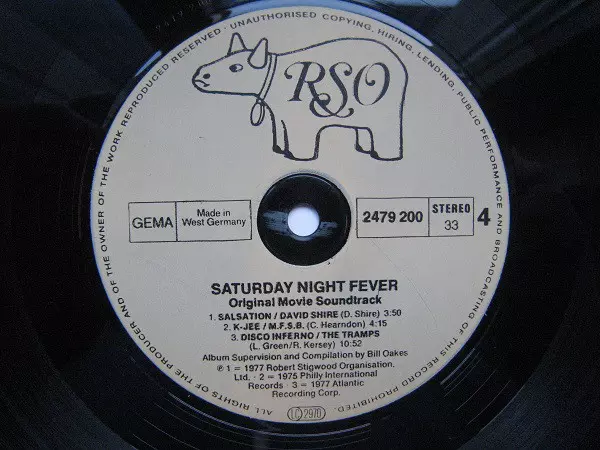 ALL RIGHTS OF THE PRODUCER AND OF THE OWNER OF THE WORK REPRODUCED RESERVED · UNAUTHORISED COPYING, HIRING, LENDING, PUBLIC PERFORMANCE AND BROADCASTING OF THIS RECORD PROHIBITED.
RSO
GEMA
Made in
West Germany
2479 200
STEREO
33
4
SATURDAY NIGHT FEVER
Original Movie Soundtrack
1. SALSATION / DAVID SHIRE (D. Shire) 3:50
2. K-JEE / M.F.S.B. (C. Hearndon) 4:15
3. DISCO INFERNO / THE TRAMPS
(L. Green/R. Kersey) 10:52
Album Supervision and Compilation by Bill Oakes
℗ 1 = 1977 Robert Stigwood Organisation,
Ltd. · 2 = 1975 Philly International
Records · 3 = 1977 Atlantic
Recording Corp.
LC 2970